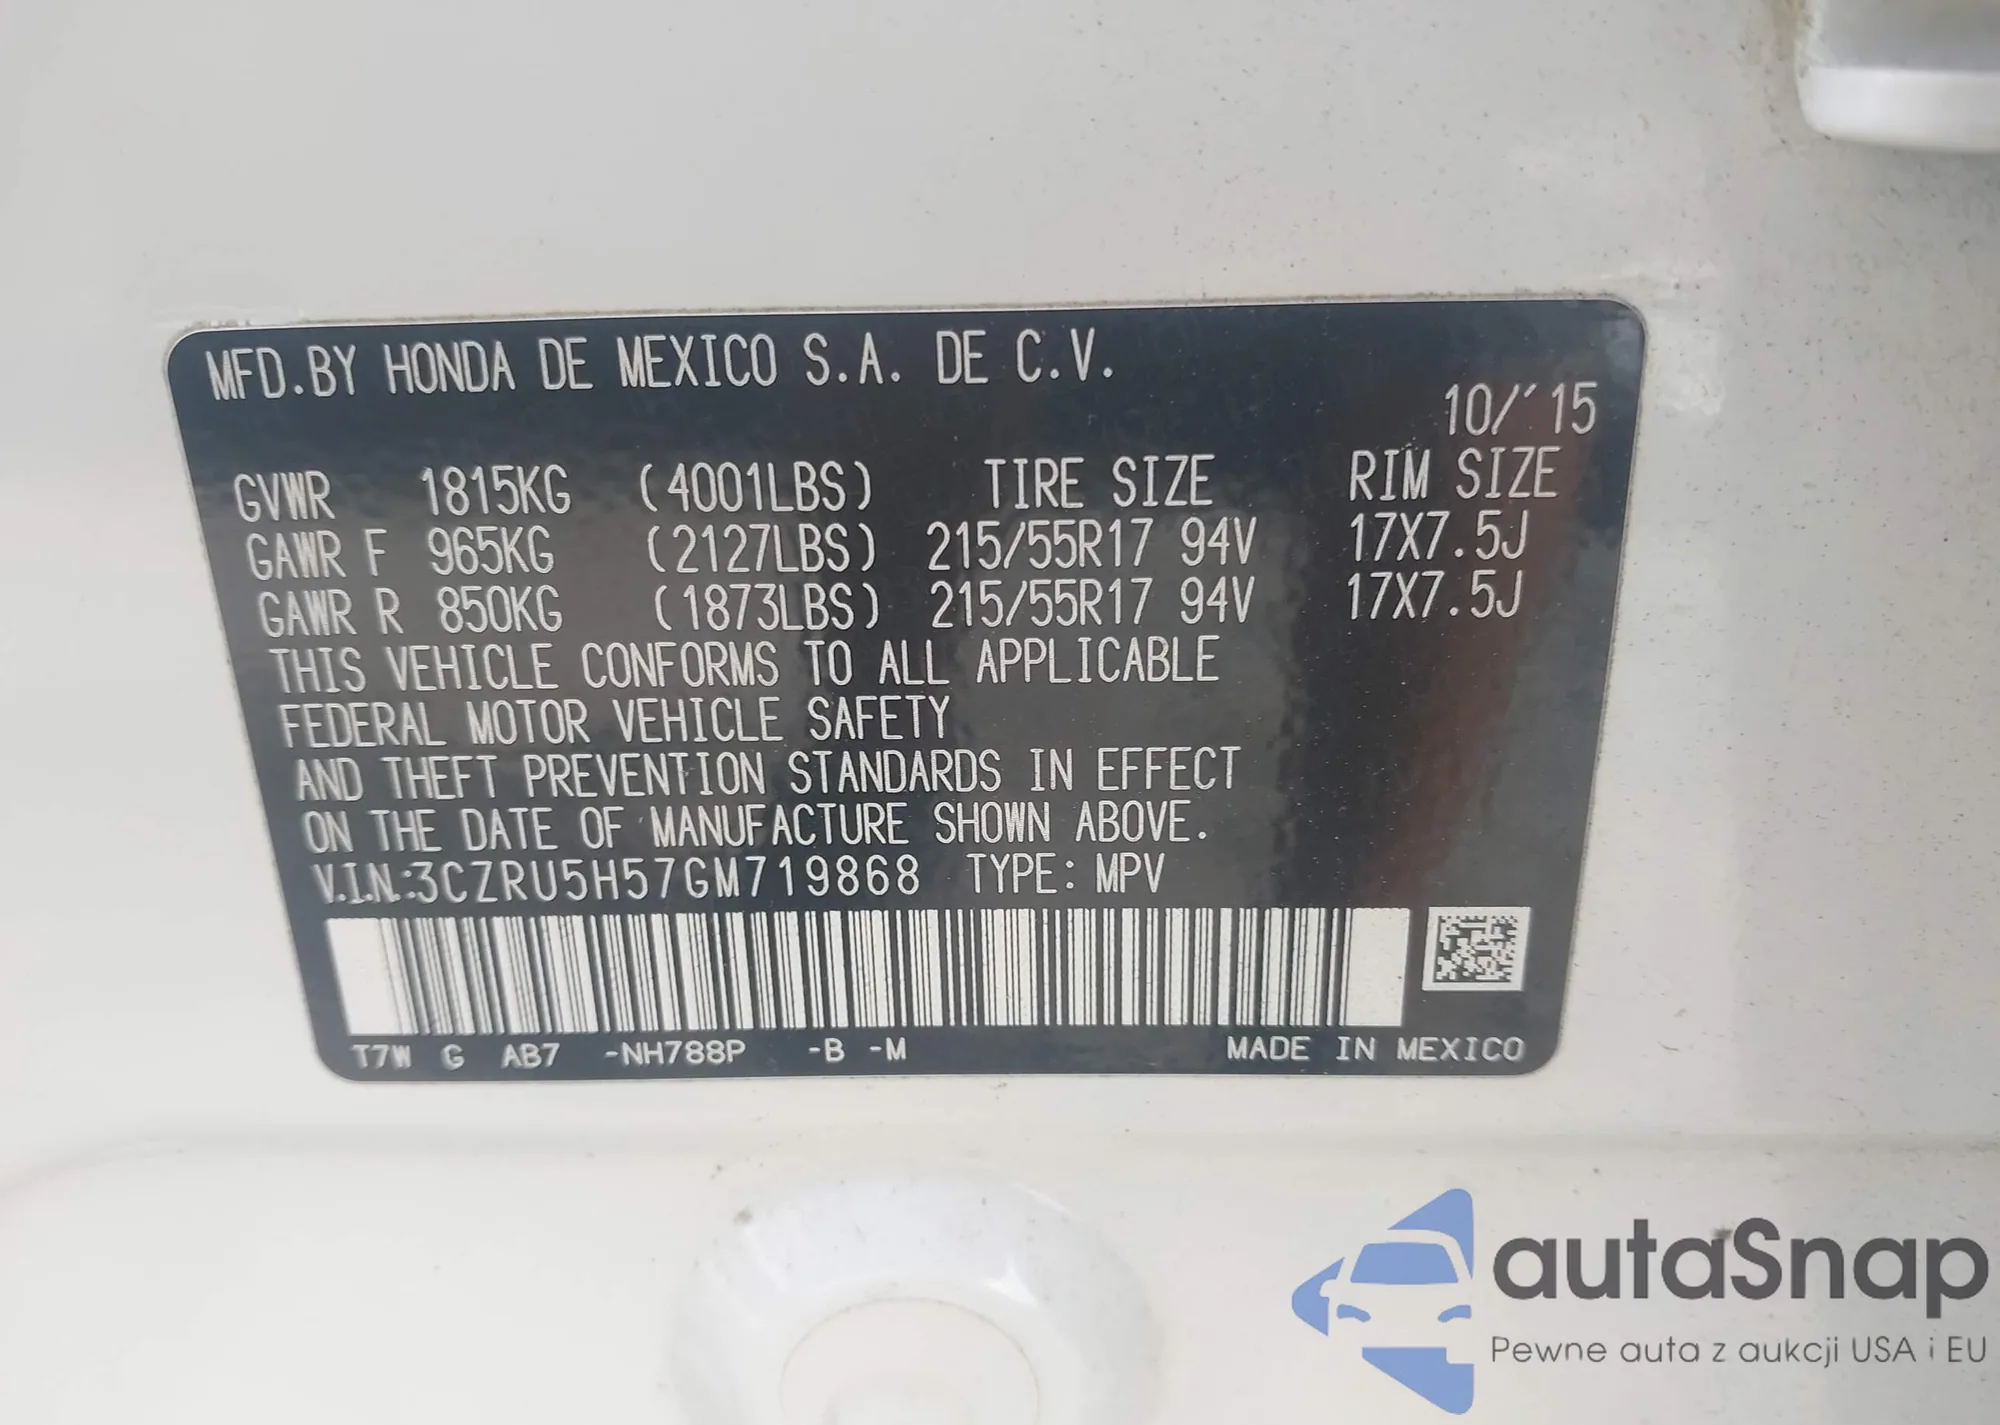 MFD.BY HONDA DE MEXICO S.A. DE C.V.
10/'15
GVWR 1815KG (4001LBS) TIRE SIZE RIM SIZE
GAWR F 965KG (2127LBS) 215/55R17 94V 17X7.5J
GAWR R 850KG (1873LBS) 215/55R17 94V 17X7.5J
THIS VEHICLE CONFORMS TO ALL APPLICABLE
FEDERAL MOTOR VEHICLE SAFETY
AND THEFT PREVENTION STANDARDS IN EFFECT
ON THE DATE OF MANUFACTURE SHOWN ABOVE.
V.I.N.:3CZRU5H57GM719868 TYPE: MPV
T7W G AB7 -NH788P -B -M MADE IN MEXICO
autaSnap
Pewne auta z aukcji USA i EU